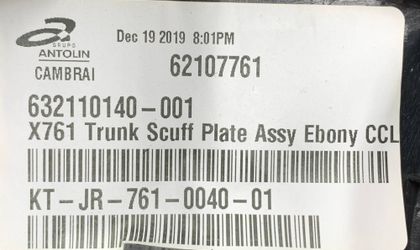 Dec 19 2019 8:01PM
GRUPO
ANTOLIN
CAMBRAI
62107761
632110140-001
X761 Trunk Scuff Plate Assy Ebony CCL
KT-JR-761-0040-01